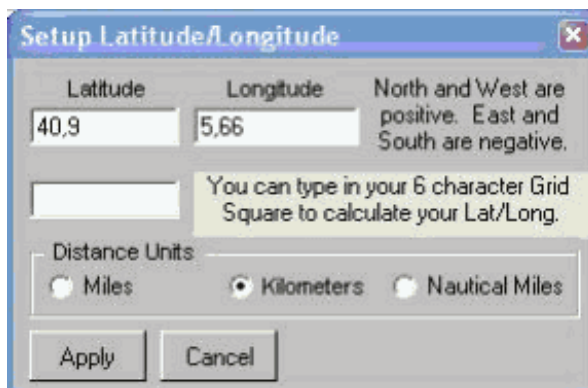 Setup Latitude/Longitude
Latitude
Longitude
North and West are
positive. East and
South are negative.
40,9
5,66
You can type in your 6 character Grid
Square to calculate your Lat/Long.
Distance Units
Miles
Kilometers
Nautical Miles
Apply
Cancel